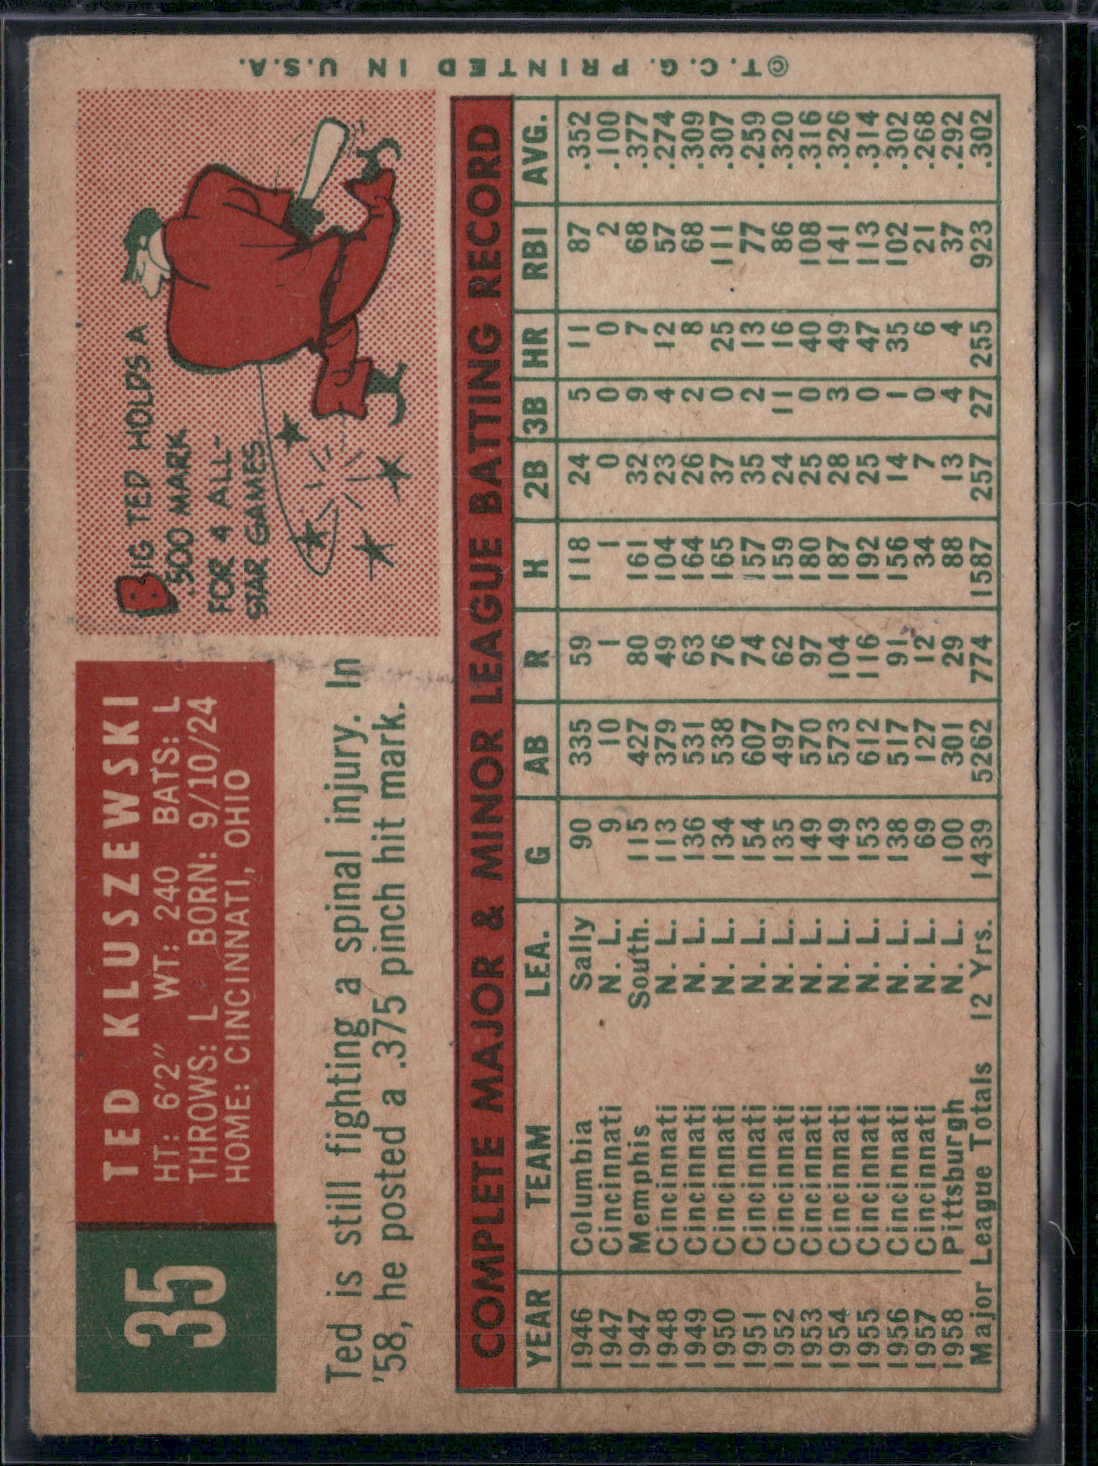 35
TED KLUSZEWSKI
HT: 6'2" WT: 240 BATS: L
THROWS: L BORN: 9/10/24
HOME: CINCINNATI, OHIO
BIG TED HOLDS A
.500 MARK
FOR 4 ALL-
STAR GAMES
Ted is still fighting a spinal injury. In
'58, he posted a .375 pinch hit mark.
COMPLETE MAJOR & MINOR LEAGUE BATTING RECORD
YEAR TEAM LEA. G AB R H 2B 3B HR RBI AVG.
1946 Columbia Sally 90 335 59 118 24 5 11 87 .352
1947 Cincinnati N. L. 9 10 1 1 0 0 0 2 .100
1947 Memphis South. 115 427 80 161 32 9 7 68 .377
1948 Cincinnati N. L. 113 379 49 104 23 4 12 57 .274
1949 Cincinnati N. L. 136 531 63 164 26 2 8 68 .309
1950 Cincinnati N. L. 134 538 76 165 37 0 25 111 .307
1951 Cincinnati N. L. 154 607 74 157 35 2 13 77 .259
1952 Cincinnati N. L. 135 497 62 159 24 11 16 86 .320
1953 Cincinnati N. L. 149 570 97 180 25 0 40 108 .316
1954 Cincinnati N. L. 149 573 104 187 28 3 49 141 .326
1955 Cincinnati N. L. 153 612 116 192 25 0 47 113 .314
1956 Cincinnati N. L. 138 517 91 156 14 1 35 102 .302
1957 Cincinnati N. L. 69 127 12 34 7 0 6 21 .268
1958 Pittsburgh N. L. 100 301 29 88 13 4 4 37 .292
Major League Totals 12 Yrs. 1439 5262 774 1587 257 27 255 923 .302
©T.C.G. PRINTED IN U.S.A.